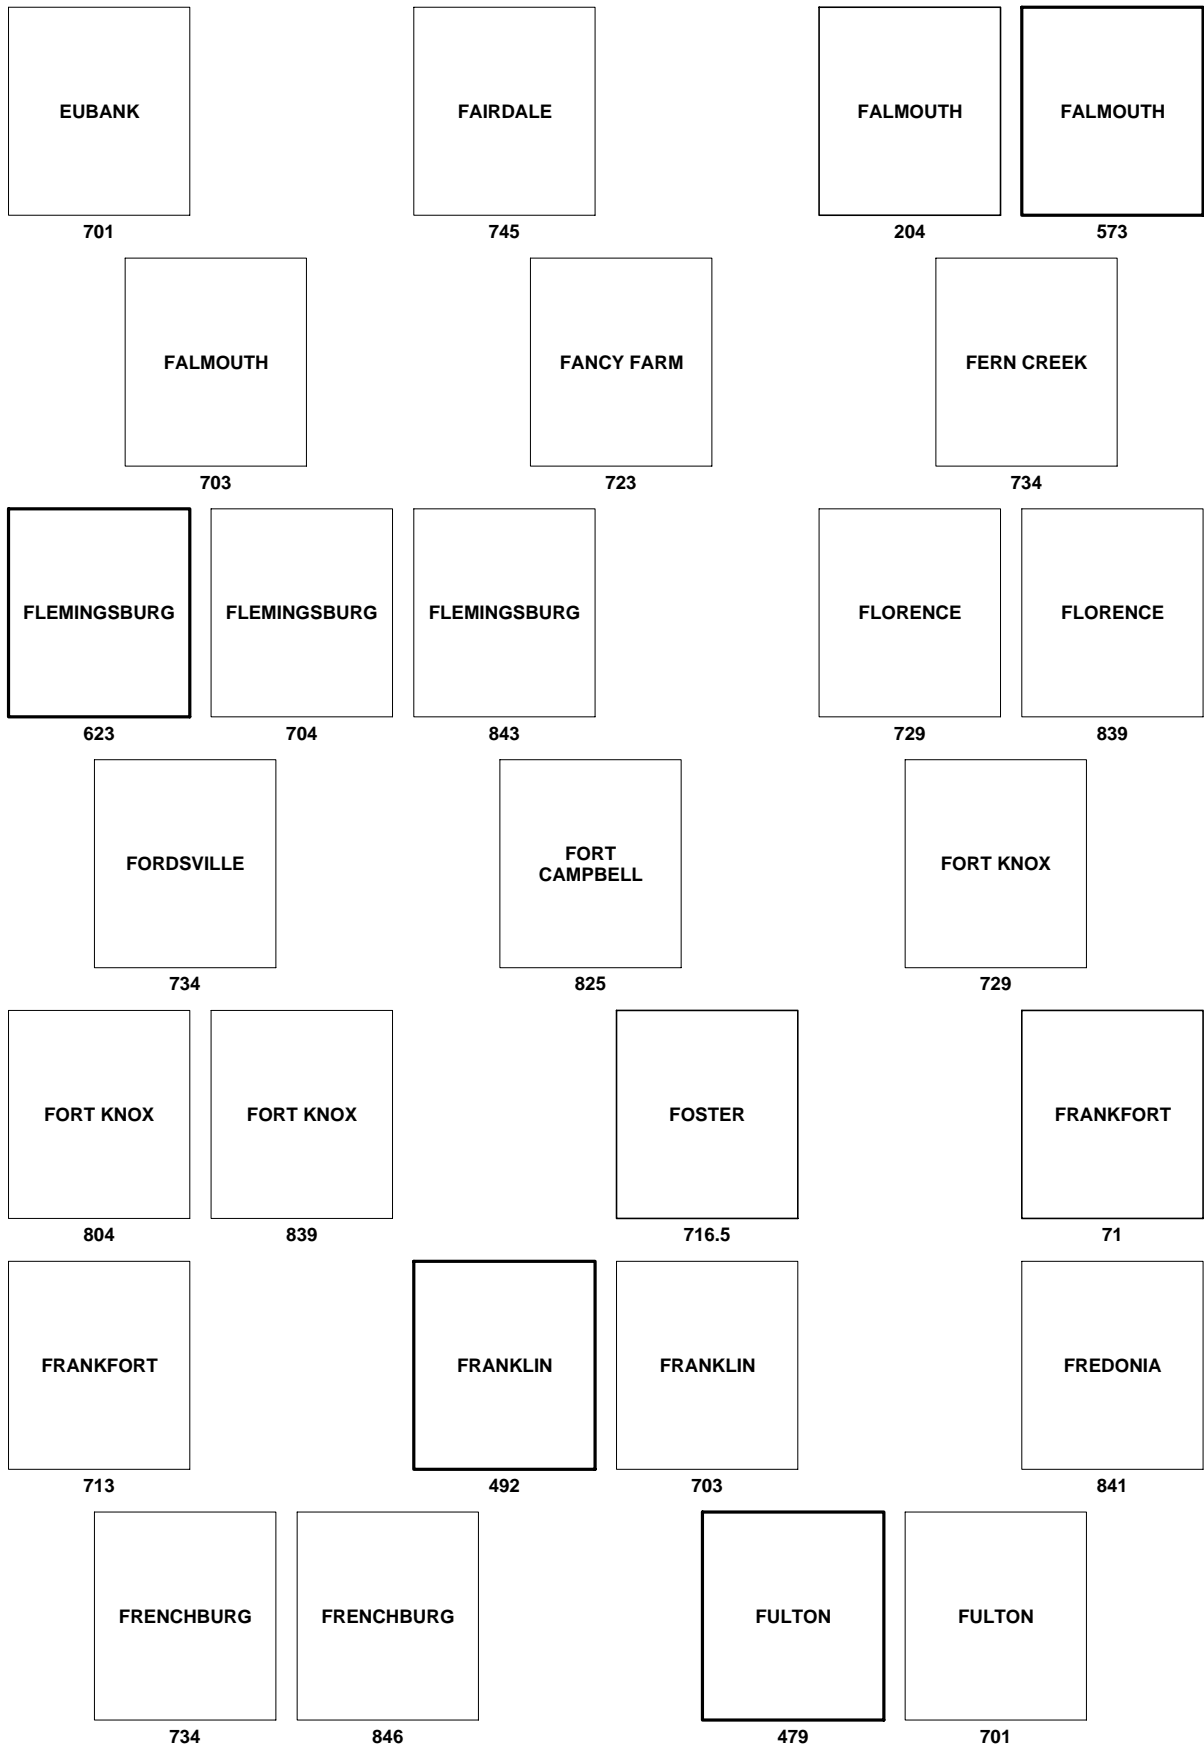 EUBANK
FAIRDALE
FALMOUTH
FALMOUTH
701
745
204
573
FALMOUTH
FANCY FARM
FERN CREEK
703
723
734
FLEMINGSBURG
FLEMINGSBURG
FLEMINGSBURG
FLORENCE
FLORENCE
623
704
843
729
839
FORDSVILLE
FORT
CAMPBELL
FORT KNOX
734
825
729
FORT KNOX
FORT KNOX
FOSTER
FRANKFORT
804
839
716.5
71
FRANKFORT
FRANKLIN
FRANKLIN
FREDONIA
713
492
703
841
FRENCHBURG
FRENCHBURG
FULTON
FULTON
734
846
479
701